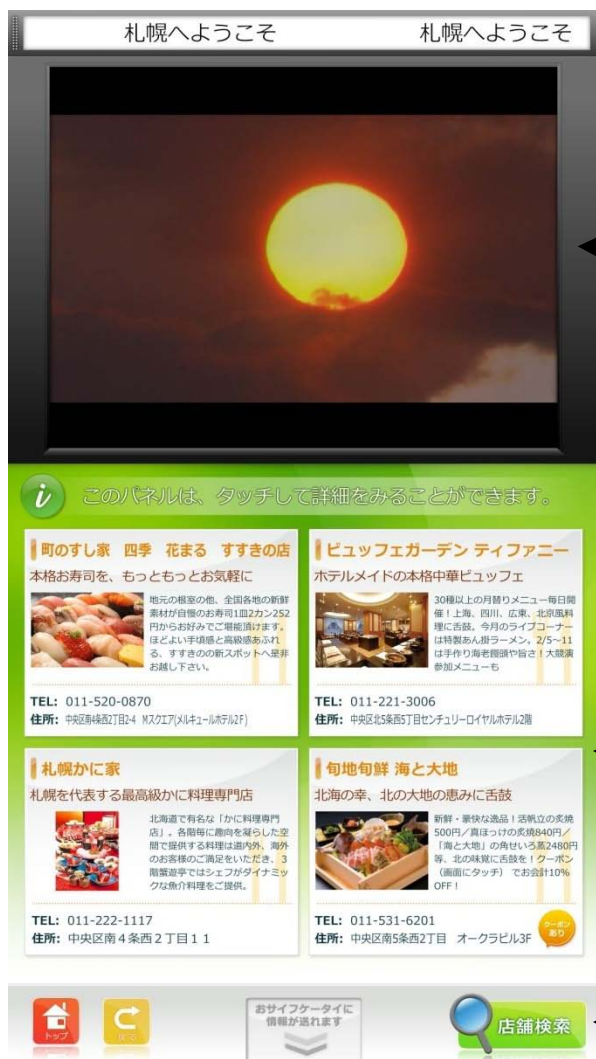 札幌へようこそ 札幌へようこそ
i このパネルは、タッチして詳細をみることができます。
町のすし家 四季 花まる すすきの店
本格お寿司を、もっともっとお気軽に
地元の根室の他、全国各地の新鮮
素材が自慢のお寿司1皿2カン252
円からお好みでご堪能頂けます。
ほどよい手頃感と高級感あふれ
る、すすきのの新スポットへ是非
お越し下さい。
TEL: 011-520-0870
住所: 中央区南4条西2丁目2-4 Mスクエア(メルキュールホテル2F)
ビュッフェガーデン ティファニー
ホテルメイドの本格中華ビュッフェ
30種以上の月替りメニュー毎日開
催！上海、四川、広東、北京風料
理に舌鼓。今月のライブコーナー
は特製あん掛ラーメン。2/5～11
は手作り海老饅頭や旨さ！大競演
参加メニューも
TEL: 011-221-3006
住所: 中央区北5条西5丁目センチュリーロイヤルホテル2階
札幌かに家
札幌を代表する最高級かに料理専門店
北海道で有名な「かに料理専門
店」。各階毎に趣向を凝らした空
間で提供する料理は道内外、海外
のお客様のご満足をいただき、3
階蟹遊亭ではシェフがダイナミッ
クな魚介料理をご提供。
TEL: 011-222-1117
住所: 中央区南４条西２丁目１１
旬地旬鮮 海と大地
北海の幸、北の大地の恵みに舌鼓
新鮮・豪快な逸品！活帆立の炙焼
500円／真ほっけの炙焼840円／
「海と大地」の角せいろ蒸2480円
等、北の味覚に舌鼓を！クーポン
（画面にタッチ） でお会計10%
OFF！
TEL: 011-531-6201
住所: 中央区南5条西2丁目 オークラビル3F
クーポン
あり
トップ
戻る
おサイフケータイに
情報が送れます
店舗検索